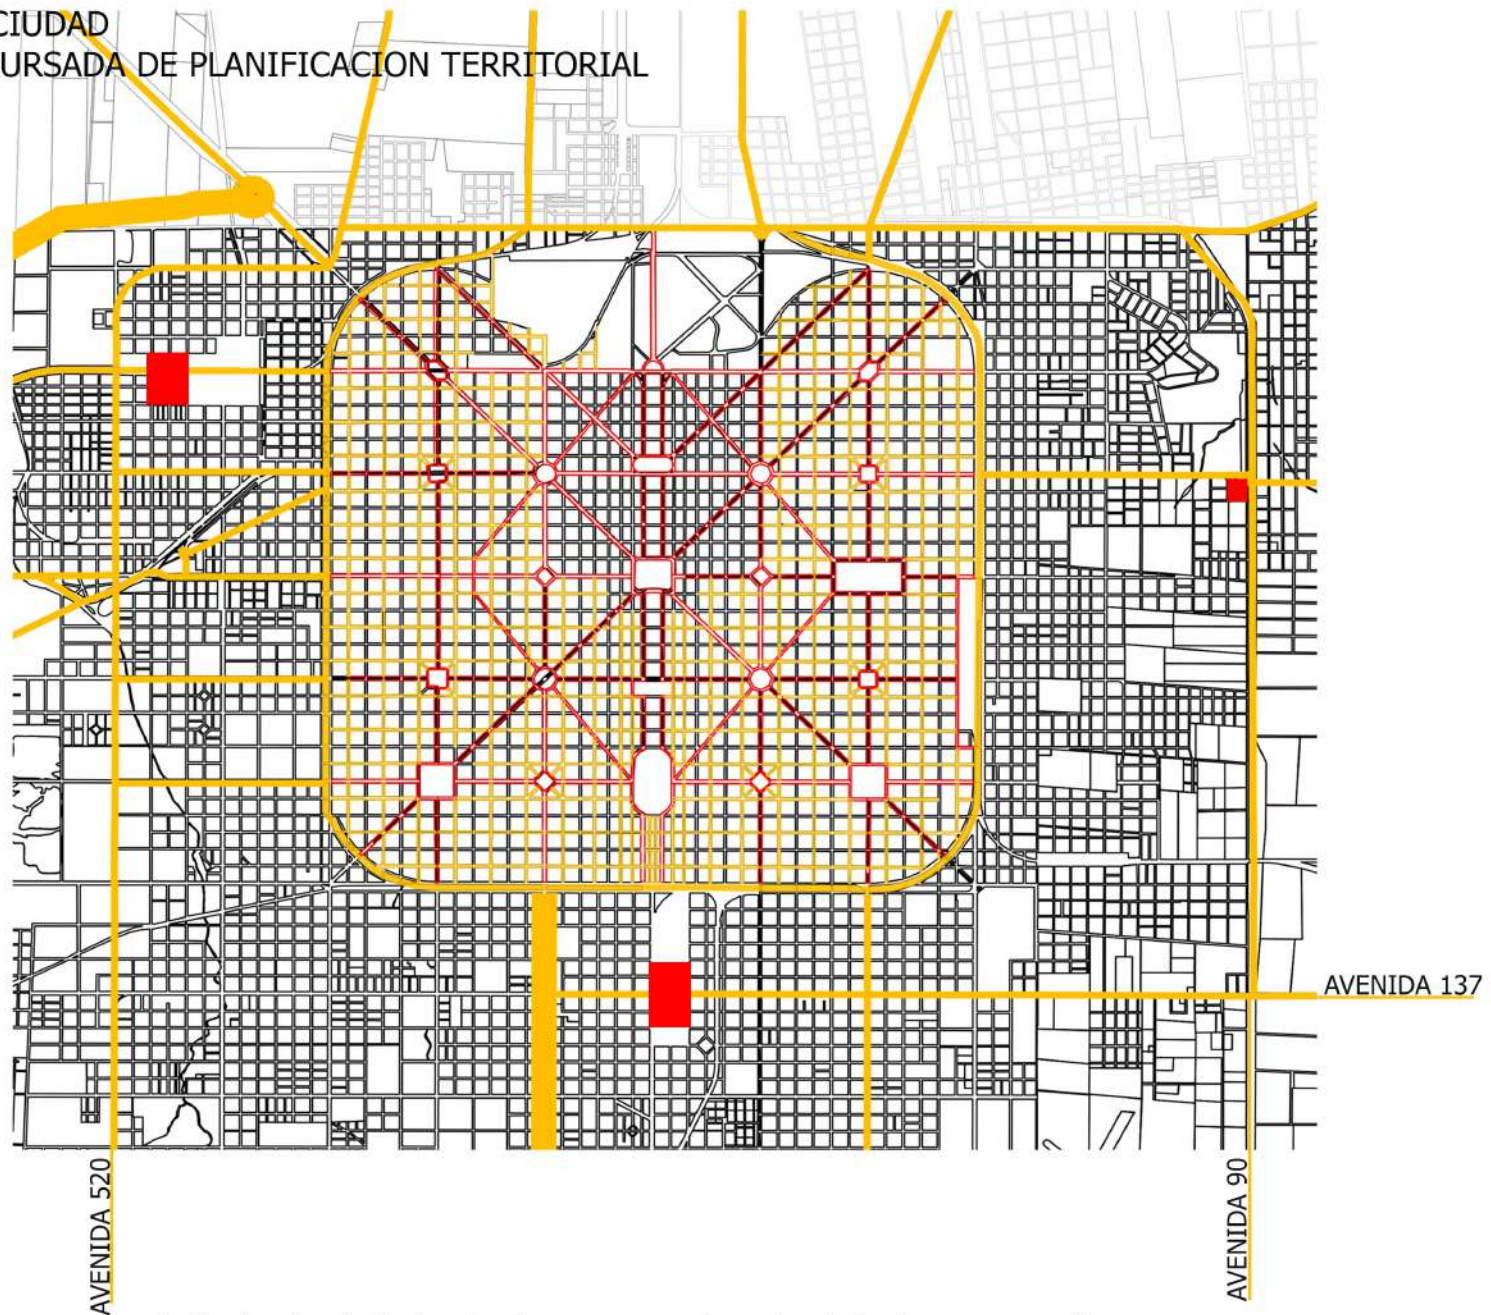 CIUDAD
URSADA DE PLANIFICACION TERRITORIAL
AVENIDA 137
AVENIDA 520
AVENIDA 90